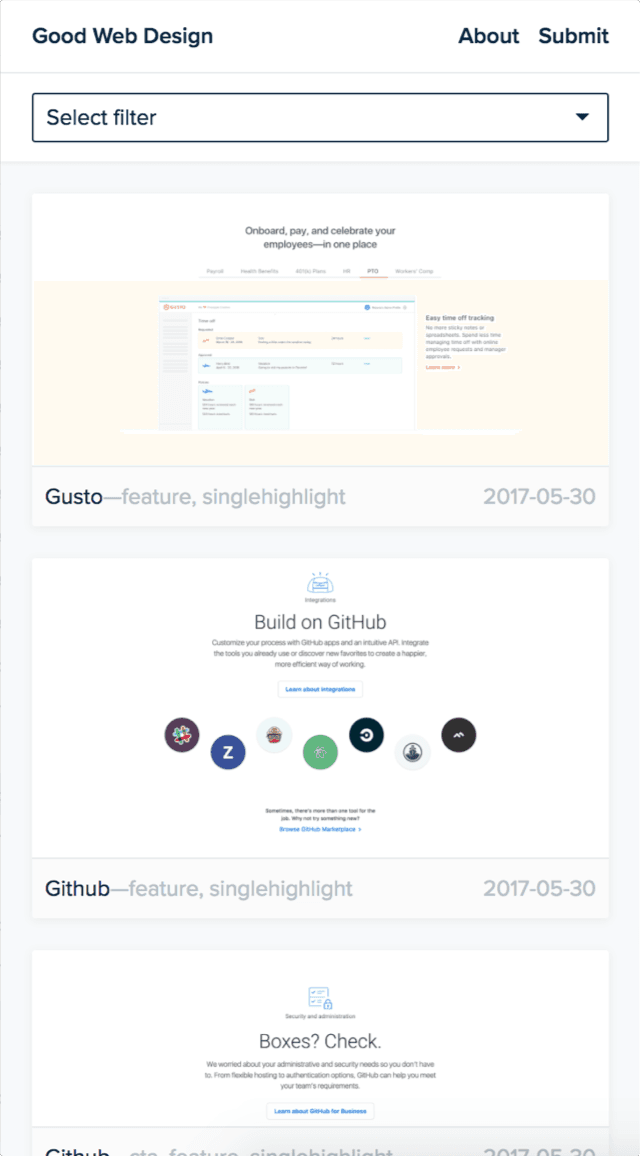 Good Web Design
About Submit
Select filter
Onboard, pay, and celebrate your
employees—in one place
Payroll Health Benefits 401(k) Plans HR PTO Workers' Comp
GUSTO
Time off
Easy time off tracking
No more sticky notes or
spreadsheets. Spend less time
managing time off with online
employee requests and manager
approvals.
Learn more >
Gusto—feature, singlehighlight
2017-05-30
Integrations
Build on GitHub
Customize your process with GitHub apps and an intuitive API. Integrate
the tools you already use or discover new favorites to create a happier,
more efficient way of working.
Learn about integrations
Z
Sometimes, there's more than one tool for the
job. Why not try something new?
Browse GitHub Marketplace >
Github—feature, singlehighlight
2017-05-30
Security and administration
Boxes? Check.
We worried about your administrative and security needs so you don't have
to. From flexible hosting to authentication options, GitHub can help you meet
your team's requirements.
Learn about GitHub for Business
Github—cta, feature, singlehighlight
2017-05-30